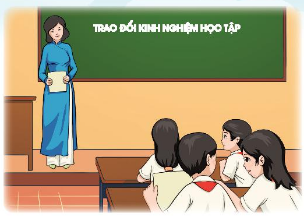 TRAO ĐỔI KINH NGHIỆM HỌC TẬP